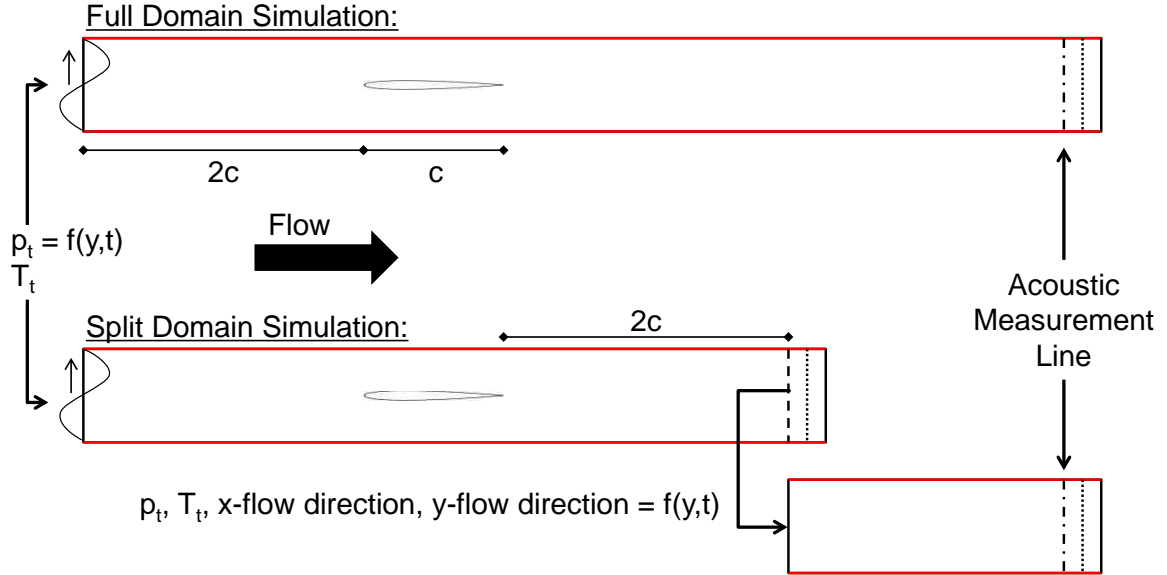 Full Domain Simulation:
2c
c
p_t = f(y,t)
T_t
Flow
Acoustic
Measurement
Line
Split Domain Simulation:
2c
p_t, T_t, x-flow direction, y-flow direction = f(y,t)